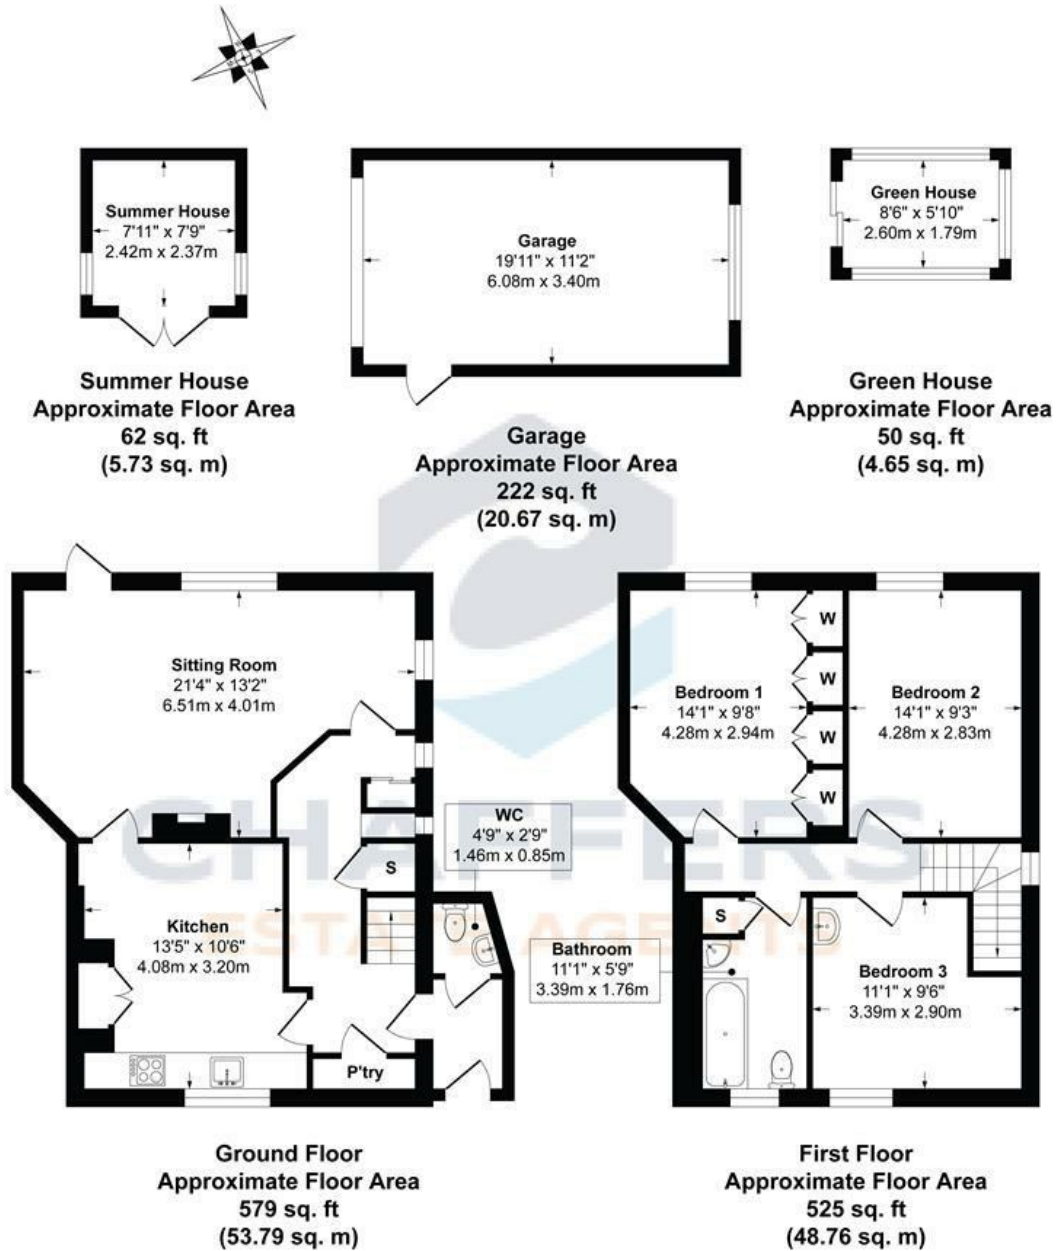 Summer House
7'11" x 7'9"
2.42m x 2.37m
Garage
19'11" x 11'2"
6.08m x 3.40m
Green House
8'6" x 5'10"
2.60m x 1.79m
Summer House
Approximate Floor Area
62 sq. ft
(5.73 sq. m)
Garage
Approximate Floor Area
222 sq. ft
(20.67 sq. m)
Green House
Approximate Floor Area
50 sq. ft
(4.65 sq. m)
Sitting Room
21'4" x 13'2"
6.51m x 4.01m
WC
4'9" x 2'9"
1.46m x 0.85m
S
Kitchen
13'5" x 10'6"
4.08m x 3.20m
P'try
Bedroom 1
14'1" x 9'8"
4.28m x 2.94m
W
W
W
W
Bedroom 2
14'1" x 9'3"
4.28m x 2.83m
S
Bathroom
11'1" x 5'9"
3.39m x 1.76m
Bedroom 3
11'1" x 9'6"
3.39m x 2.90m
CHAFFERS
ESTATE AGENTS
Ground Floor
Approximate Floor Area
579 sq. ft
(53.79 sq. m)
First Floor
Approximate Floor Area
525 sq. ft
(48.76 sq. m)